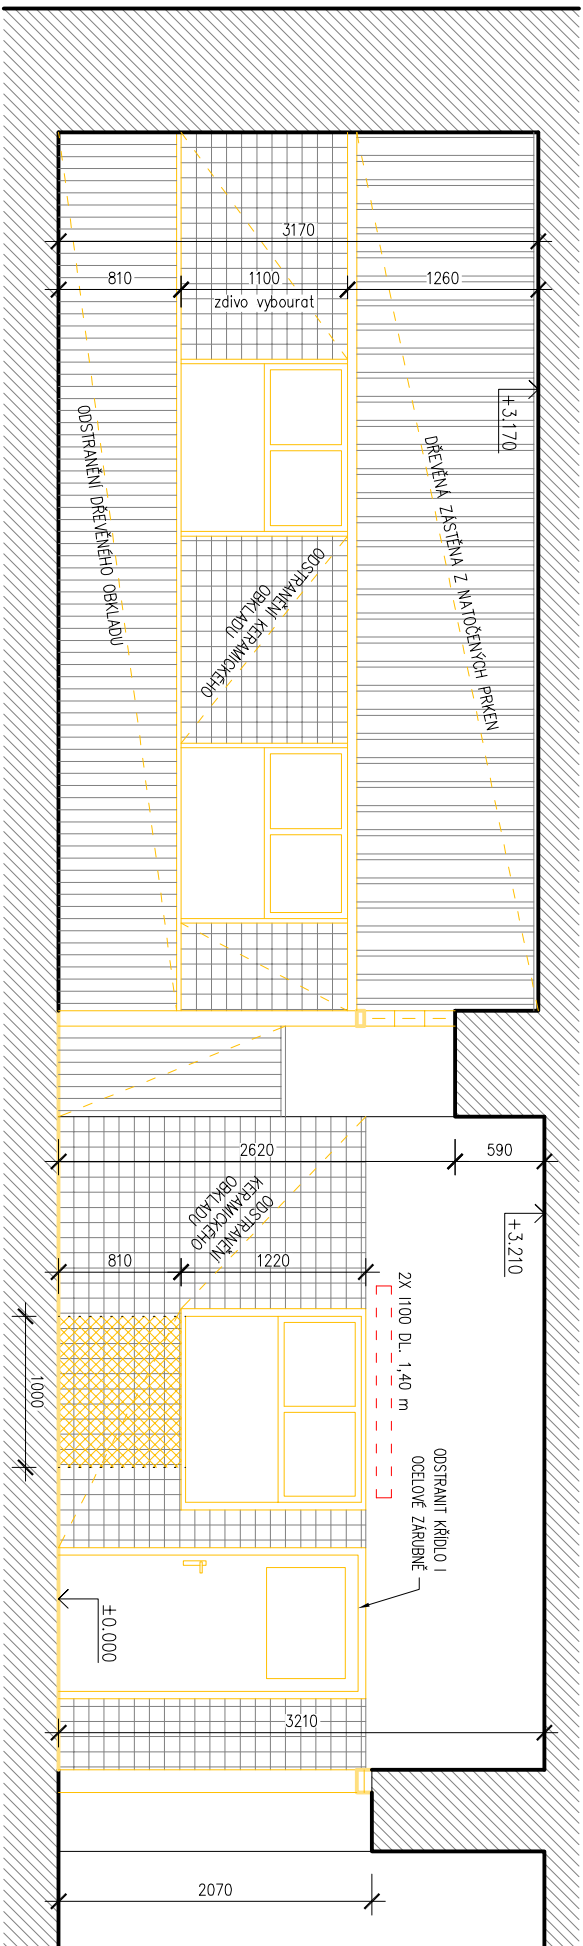 3170
810
1100
1260
zdivo vybourat
+3.170
ODSTRANĚNÍ DŘEVĚNÉHO OBKLADU
DŘEVĚNÁ ZÁSTĚNA Z NATOČENÝCH PRKEN
ODSTRANĚNÍ KERAMICKÉHO
OBKLADU
2620
590
ODSTRANĚNÍ
KERAMICKÉHO
OBKLADU
+3.210
810
1220
2X I100 DL. 1,40 m
1000
ODSTRANIT KŘÍDLO I
OCELOVÉ ZÁRUBNĚ
±0.000
3210
2070